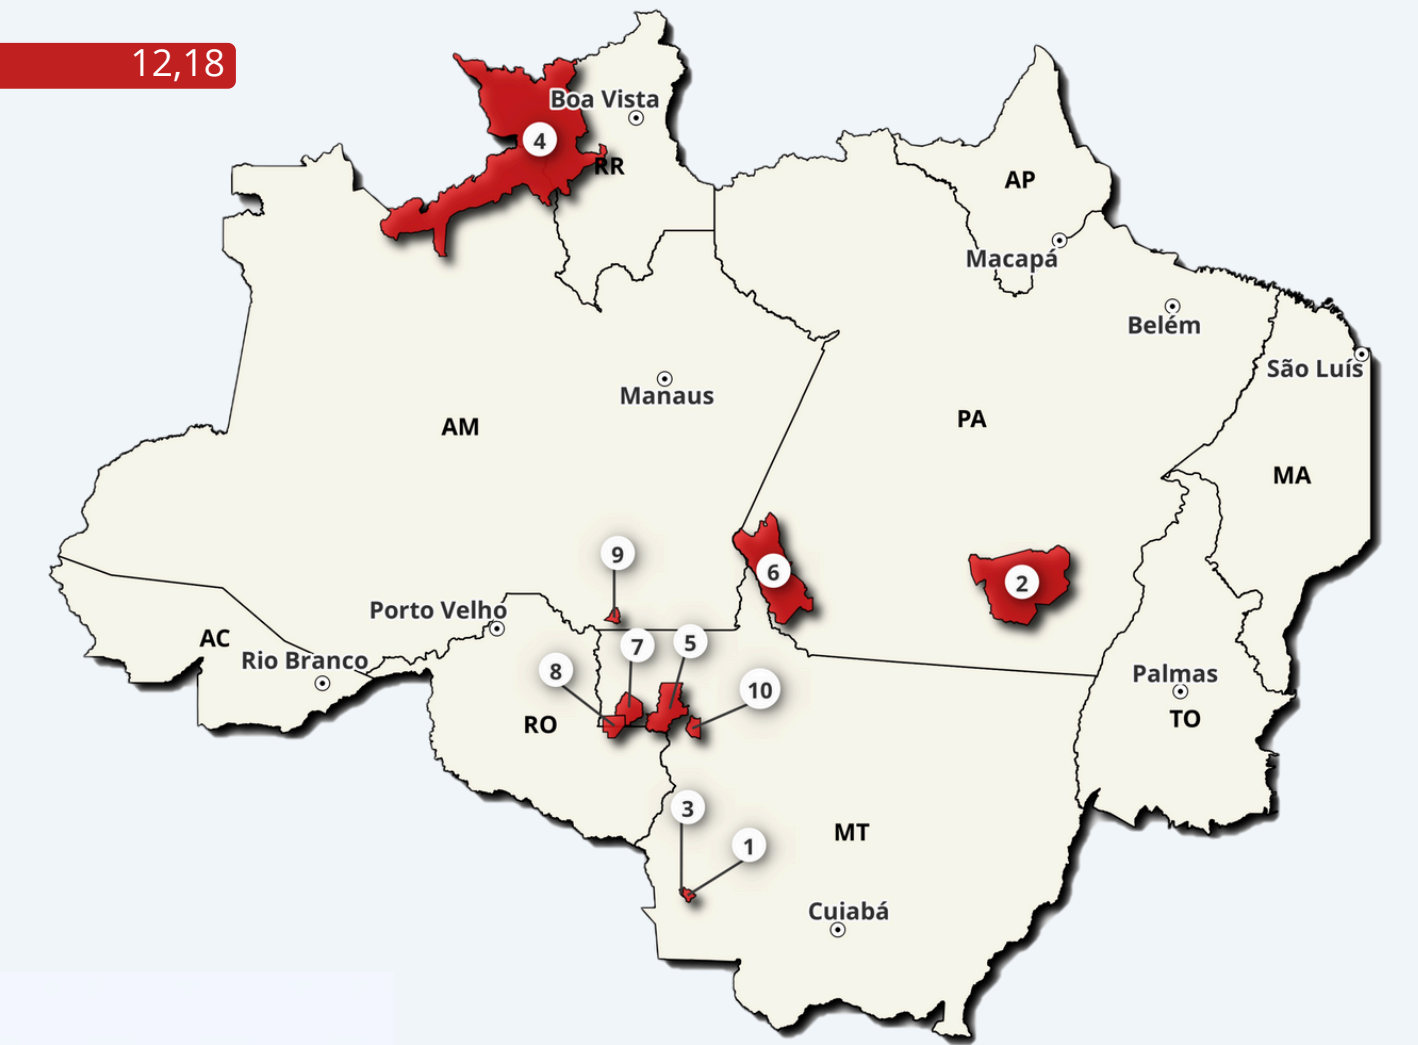 12,18
Boa Vista
4
RR
AP
Macapá
Belém
São Luís
Manaus
AM
PA
MA
9
6
2
Porto Velho
AC
7
5
Rio Branco
8
10
Palmas
RO
TO
3
MT
1
Cuiabá